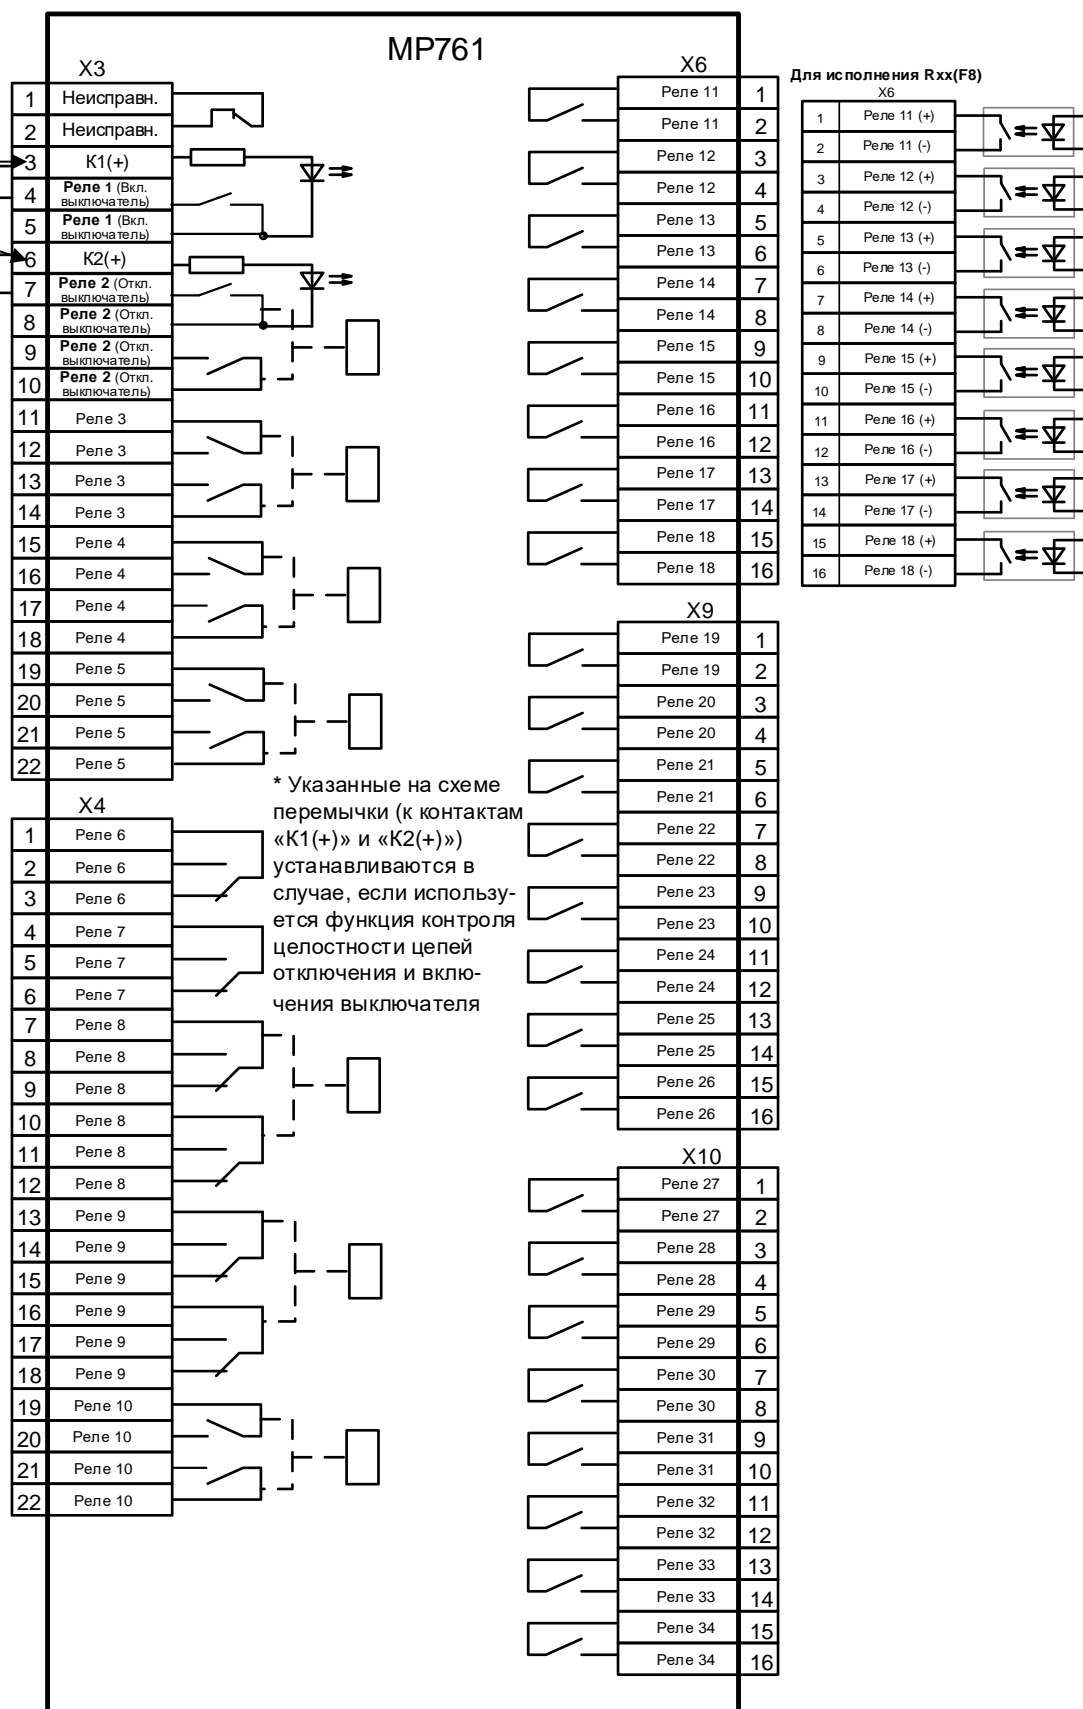 МР761
X3
1 Неисправн.
2 Неисправн.
3 К1(+)
4 Реле 1 (Вкл.
выключатель)
5 Реле 1 (Вкл.
выключатель)
6 К2(+)
7 Реле 2 (Откл.
выключатель)
8 Реле 2 (Откл.
выключатель)
9 Реле 2 (Откл.
выключатель)
10 Реле 2 (Откл.
выключатель)
11 Реле 3
12 Реле 3
13 Реле 3
14 Реле 3
15 Реле 4
16 Реле 4
17 Реле 4
18 Реле 4
19 Реле 5
20 Реле 5
21 Реле 5
22 Реле 5
* Указанные на схеме
перемычки (к контактам
«К1(+)» и «К2(+)»)
устанавливаются в
случае, если использу-
ется функция контроля
целостности цепей
отключения и вклю-
чения выключателя
X4
1 Реле 6
2 Реле 6
3 Реле 6
4 Реле 7
5 Реле 7
6 Реле 7
7 Реле 8
8 Реле 8
9 Реле 8
10 Реле 8
11 Реле 8
12 Реле 8
13 Реле 9
14 Реле 9
15 Реле 9
16 Реле 9
17 Реле 9
18 Реле 9
19 Реле 10
20 Реле 10
21 Реле 10
22 Реле 10
X6
Реле 11 1
Реле 11 2
Реле 12 3
Реле 12 4
Реле 13 5
Реле 13 6
Реле 14 7
Реле 14 8
Реле 15 9
Реле 15 10
Реле 16 11
Реле 16 12
Реле 17 13
Реле 17 14
Реле 18 15
Реле 18 16
X9
Реле 19 1
Реле 19 2
Реле 20 3
Реле 20 4
Реле 21 5
Реле 21 6
Реле 22 7
Реле 22 8
Реле 23 9
Реле 23 10
Реле 24 11
Реле 24 12
Реле 25 13
Реле 25 14
Реле 26 15
Реле 26 16
X10
Реле 27 1
Реле 27 2
Реле 28 3
Реле 28 4
Реле 29 5
Реле 29 6
Реле 30 7
Реле 30 8
Реле 31 9
Реле 31 10
Реле 32 11
Реле 32 12
Реле 33 13
Реле 33 14
Реле 34 15
Реле 34 16
Для исполнения Rxx(F8)
X6
1 Реле 11 (+)
2 Реле 11 (-)
3 Реле 12 (+)
4 Реле 12 (-)
5 Реле 13 (+)
6 Реле 13 (-)
7 Реле 14 (+)
8 Реле 14 (-)
9 Реле 15 (+)
10 Реле 15 (-)
11 Реле 16 (+)
12 Реле 16 (-)
13 Реле 17 (+)
14 Реле 17 (-)
15 Реле 18 (+)
16 Реле 18 (-)